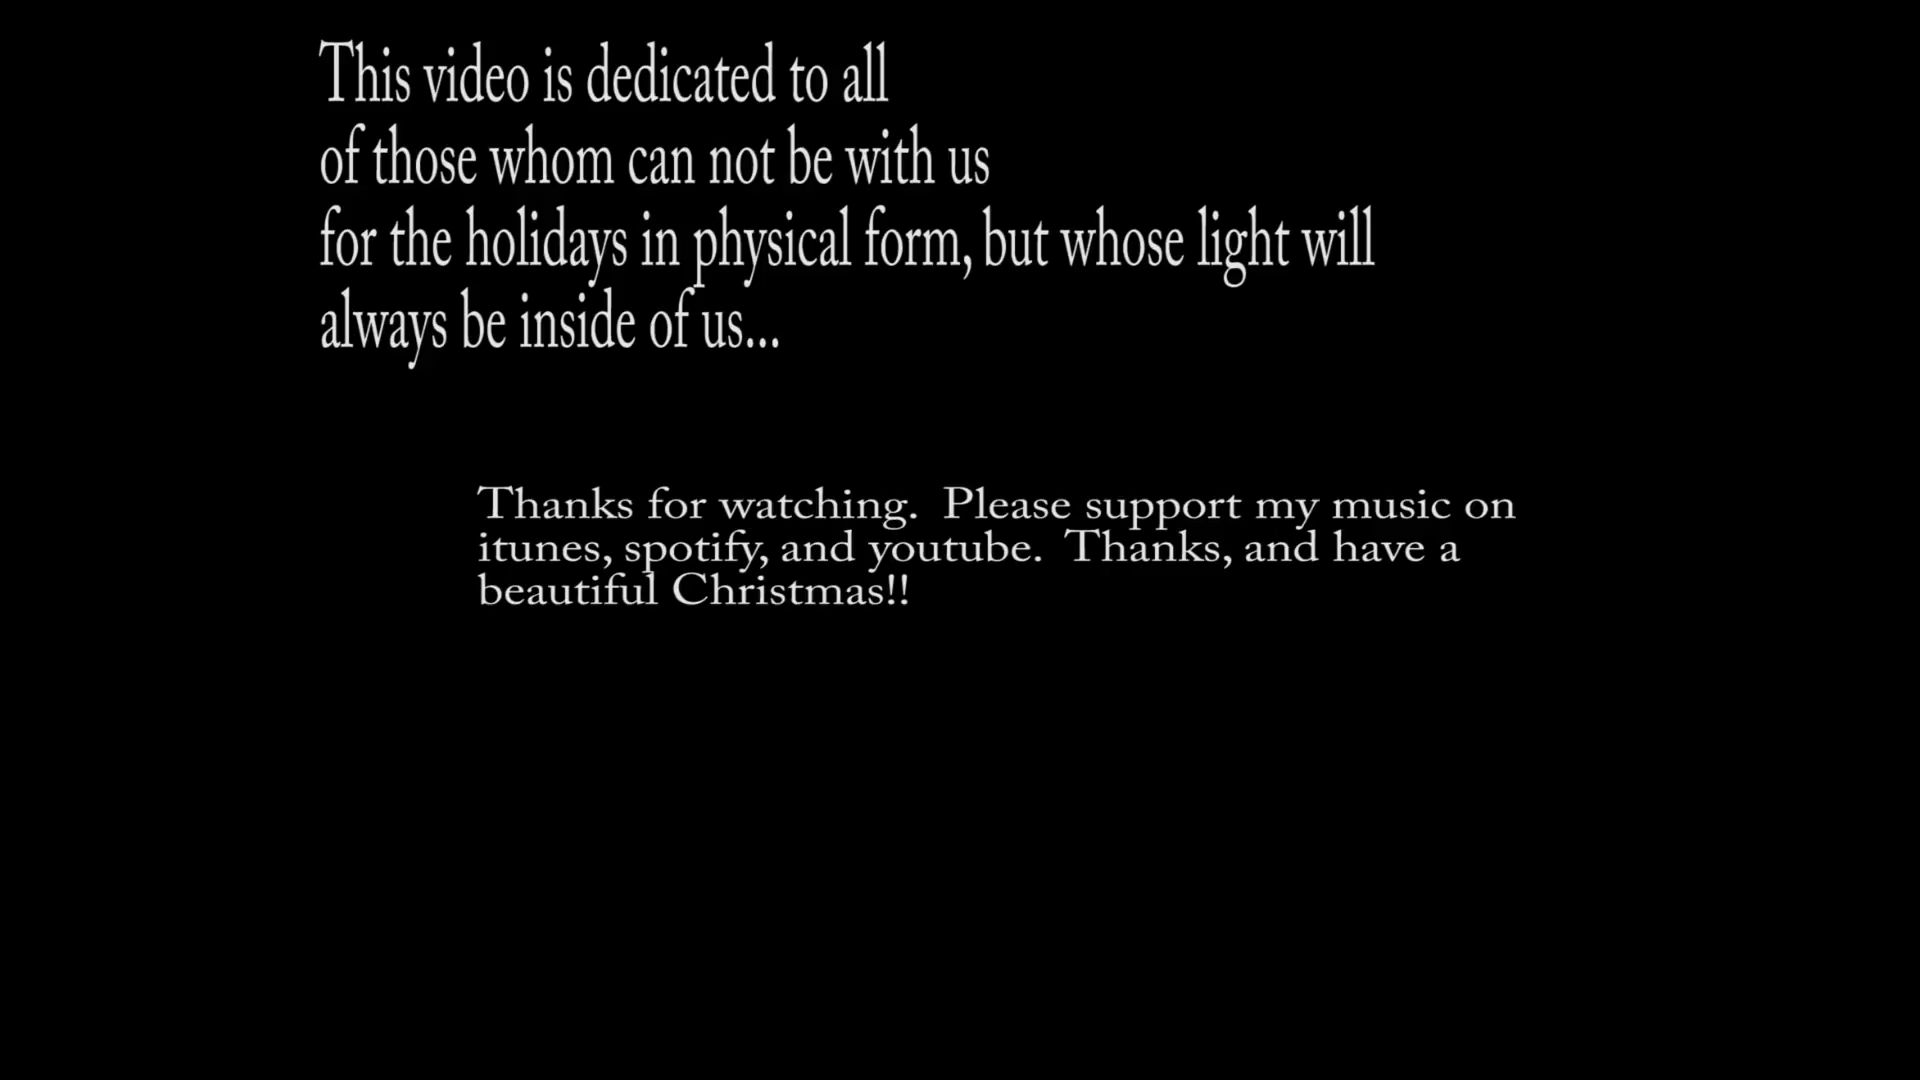 This video is dedicated to all
of those whom can not be with us
for the holidays in physical form, but whose light will
always be inside of us...
Thanks for watching.  Please support my music on
itunes, spotify, and youtube.  Thanks, and have a
beautiful Christmas!!